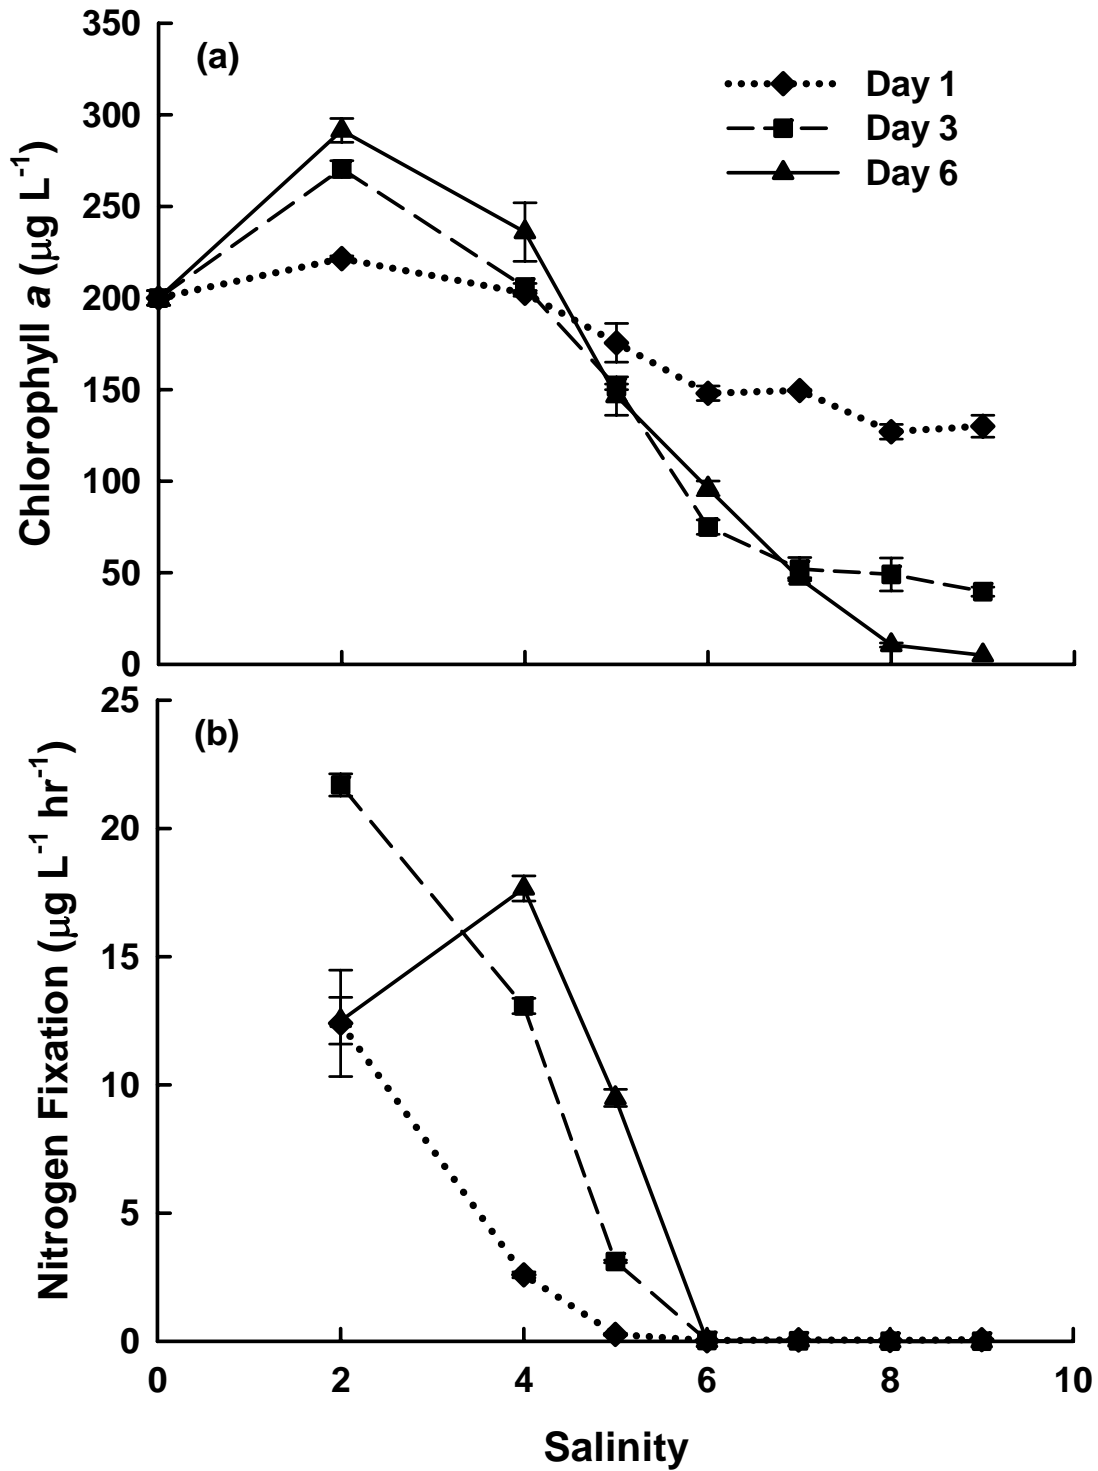 350
(a)
Day 1
300
Day 3
Day 6
250
200
150
100
50
0
Chlorophyll a (μg L-1)
25
(b)
20
15
10
5
0
Nitrogen Fixation (μg L-1 hr-1)
0 2 4 6 8 10
Salinity